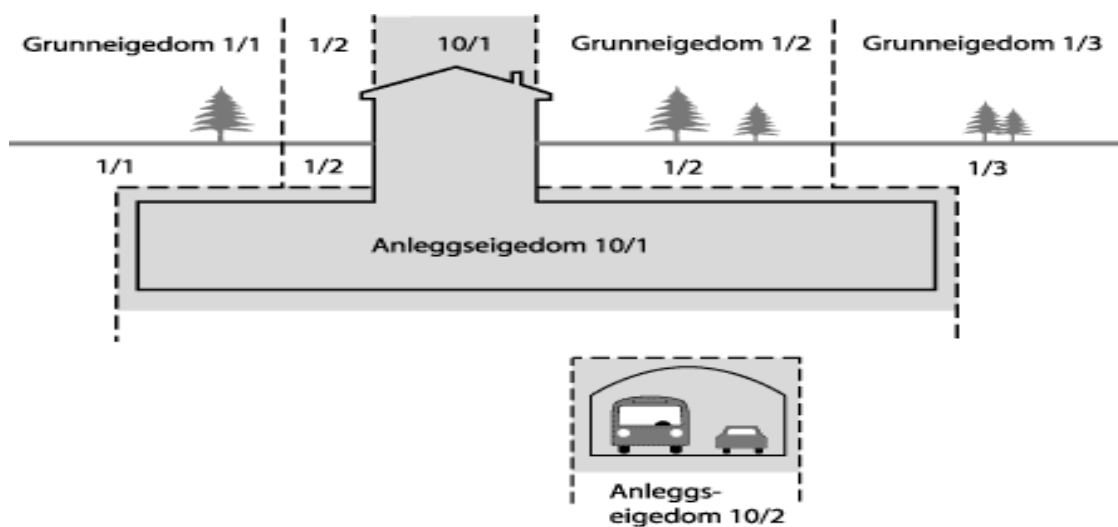 Grunneigedom 1/1
1/2
10/1
Grunneigedom 1/2
Grunneigedom 1/3
1/1
1/2
1/2
1/3
Anleggseigedom 10/1
Anleggs-
eigedom 10/2